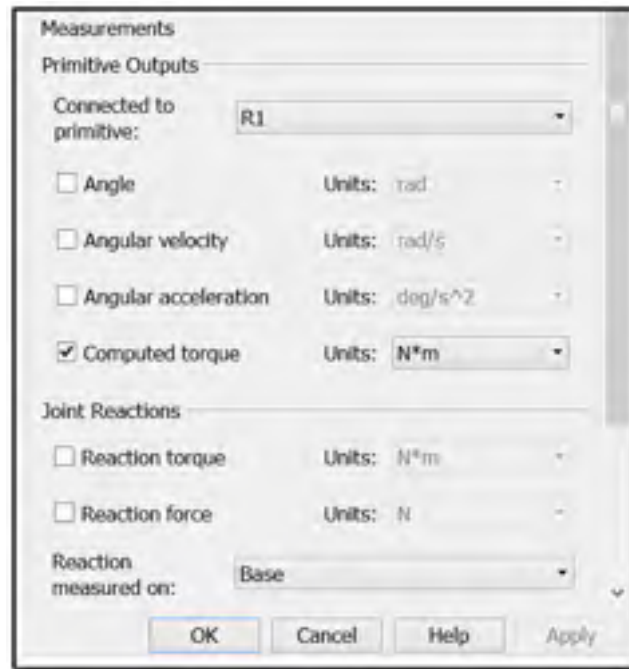 Measurements
Primitive Outputs
Connected to
primitive:
R1
Angle Units: rad
Angular velocity Units: rad/s
Angular acceleration Units: deg/s^2
Computed torque Units: N*m
Joint Reactions
Reaction torque Units: N*m
Reaction force Units: N
Reaction
measured on:
Base
OK Cancel Help Apply